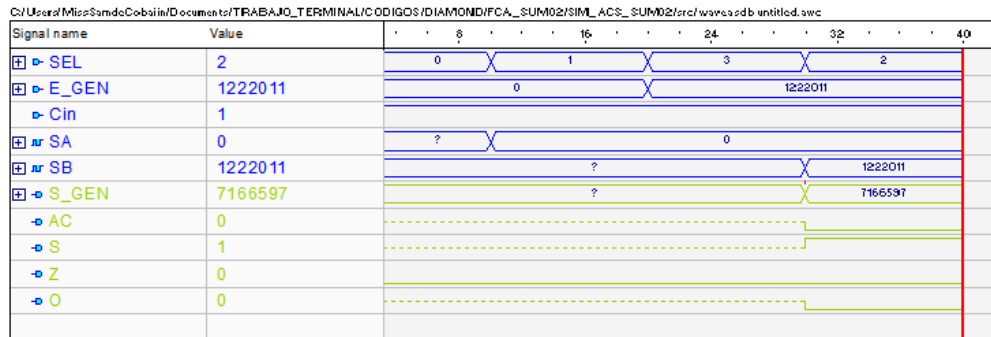 C:/Users/MissSamdeCobaiin/Documents/TRABAJO_TERMINAL/CODIGOS/DIAMOND/FCA_SUM02/SIM_ACS_SUM02/src/wave.asdb untitled.awc
Signal name Value 8 16 24 32 40
SEL 2 0 1 3 2
E_GEN 1222011 0 1222011
Cin 1
SA 0 ? 0
SB 1222011 ? 1222011
S_GEN 7166597 ? 7166597
AC 0
S 1
Z 0
O 0